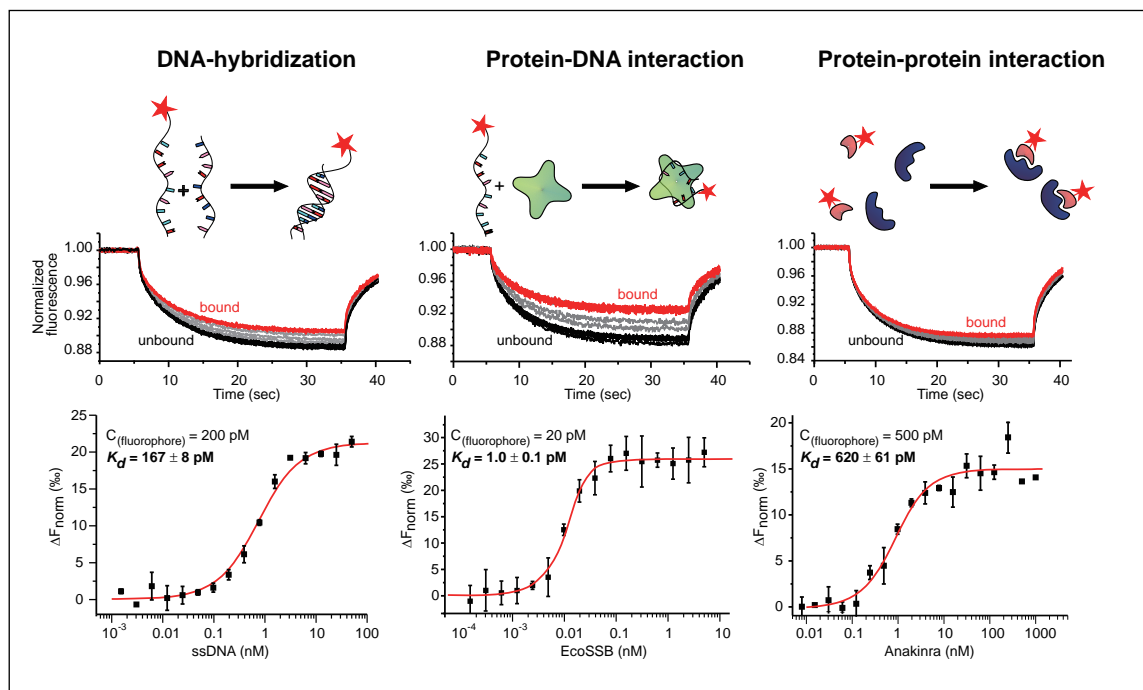 DNA-hybridization
Protein-DNA interaction
Protein-protein interaction
+
+
Normalized
fluorescence
1.00
0.96
0.92
0.88
bound
unbound
0
10
20
30
40
Time (sec)
1.00
0.96
0.92
0.88
bound
unbound
0
10
20
30
40
Time (sec)
1.00
0.96
0.92
0.88
0.84
bound
unbound
0
10
20
30
40
Time (sec)
ΔFnorm (‰)
25
20
15
10
5
0
C(fluorophore) = 200 pM
Kd = 167 ± 8 pM
10-3
0.01
0.1
1
10
100
ssDNA (nM)
ΔFnorm (‰)
30
25
20
15
10
5
0
C(fluorophore) = 20 pM
Kd = 1.0 ± 0.1 pM
10-4
10-3
0.01
0.1
1
10
EcoSSB (nM)
ΔFnorm (‰)
20
15
10
5
0
C(fluorophore) = 500 pM
Kd = 620 ± 61 pM
0.01
0.1
1
10
100
1000
Anakinra (nM)